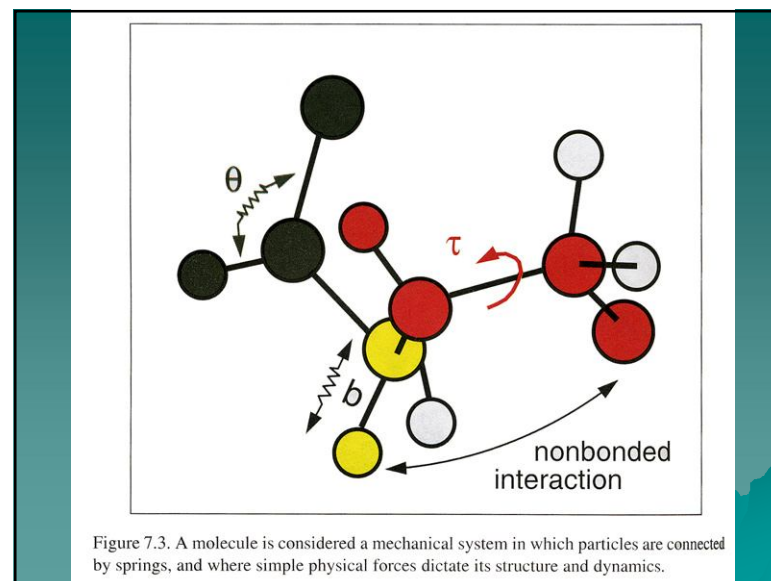 θ
τ
b
nonbonded
interaction
Figure 7.3. A molecule is considered a mechanical system in which particles are connected
by springs, and where simple physical forces dictate its structure and dynamics.